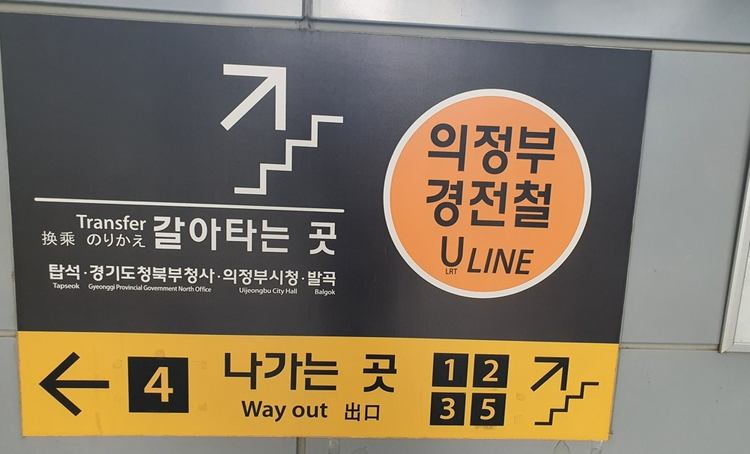 Transfer
換乘 のりかえ 갈아타는 곳
탑석·경기도청북부청사·의정부시청·발곡
Tapseok Gyeonggi Provincial Government North Office Uijeongbu City Hall Balgok
의정부
경전철
U LINE
LRT
4 나가는 곳 1 2
Way out 出口 3 5